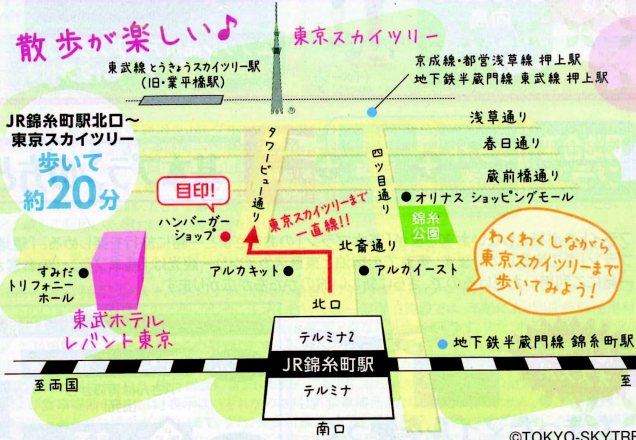 散歩が楽しい♪
東京スカイツリー
東武線 とうきょうスカイツリー駅
(旧・業平橋駅)
京成線・都営浅草線 押上駅
地下鉄半蔵門線 東武線 押上駅
JR錦糸町駅北口～
東京スカイツリー
歩いて
約20分
浅草通り
春日通り
蔵前橋通り
タワービュー通り
四ツ目通り
目印!
ハンバーガー
ショップ
東京スカイツリーまで
一直線!!
オリナス ショッピングモール
錦糸
公園
北斎通り
わくわくしながら
東京スカイツリーまで
歩いてみよう!
すみだ
トリフォニー
ホール
アルカキット
アルカイースト
東武ホテル
レバント東京
北口
テルミナ2
地下鉄半蔵門線 錦糸町駅
JR錦糸町駅
至両国
テルミナ
至
南口
©TOKYO-SKYTRE